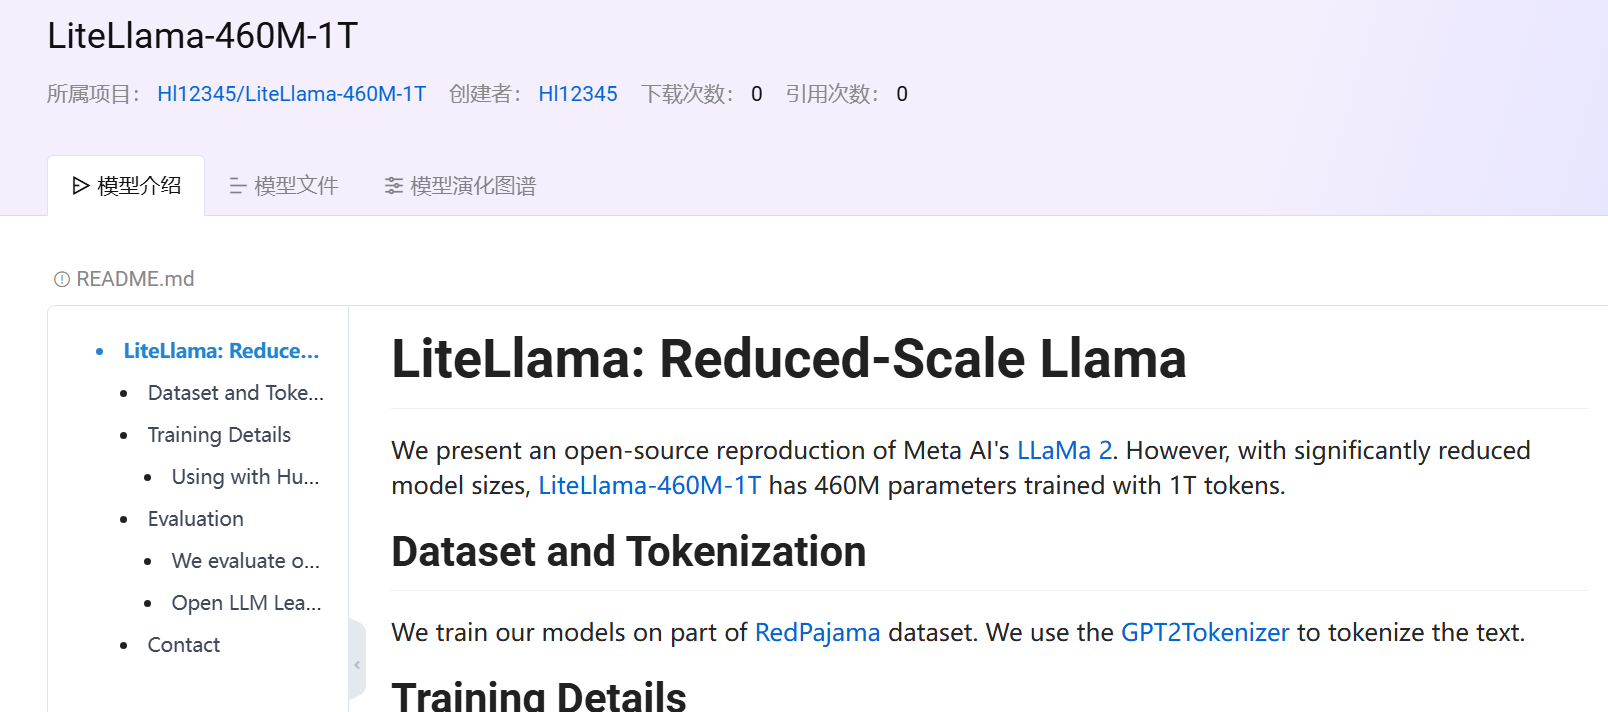 LiteLlama-460M-1T
所属项目： Hl12345/LiteLlama-460M-1T 创建者： Hl12345 下载次数： 0 引用次数： 0
模型介绍 模型文件 模型演化图谱
README.md
LiteLlama: Reduce...
Dataset and Toke...
Training Details
Using with Hu...
Evaluation
We evaluate o...
Open LLM Lea...
Contact
LiteLlama: Reduced-Scale Llama
We present an open-source reproduction of Meta AI's LLaMa 2. However, with significantly reduced
model sizes, LiteLlama-460M-1T has 460M parameters trained with 1T tokens.
Dataset and Tokenization
We train our models on part of RedPajama dataset. We use the GPT2Tokenizer to tokenize the text.
Training Details